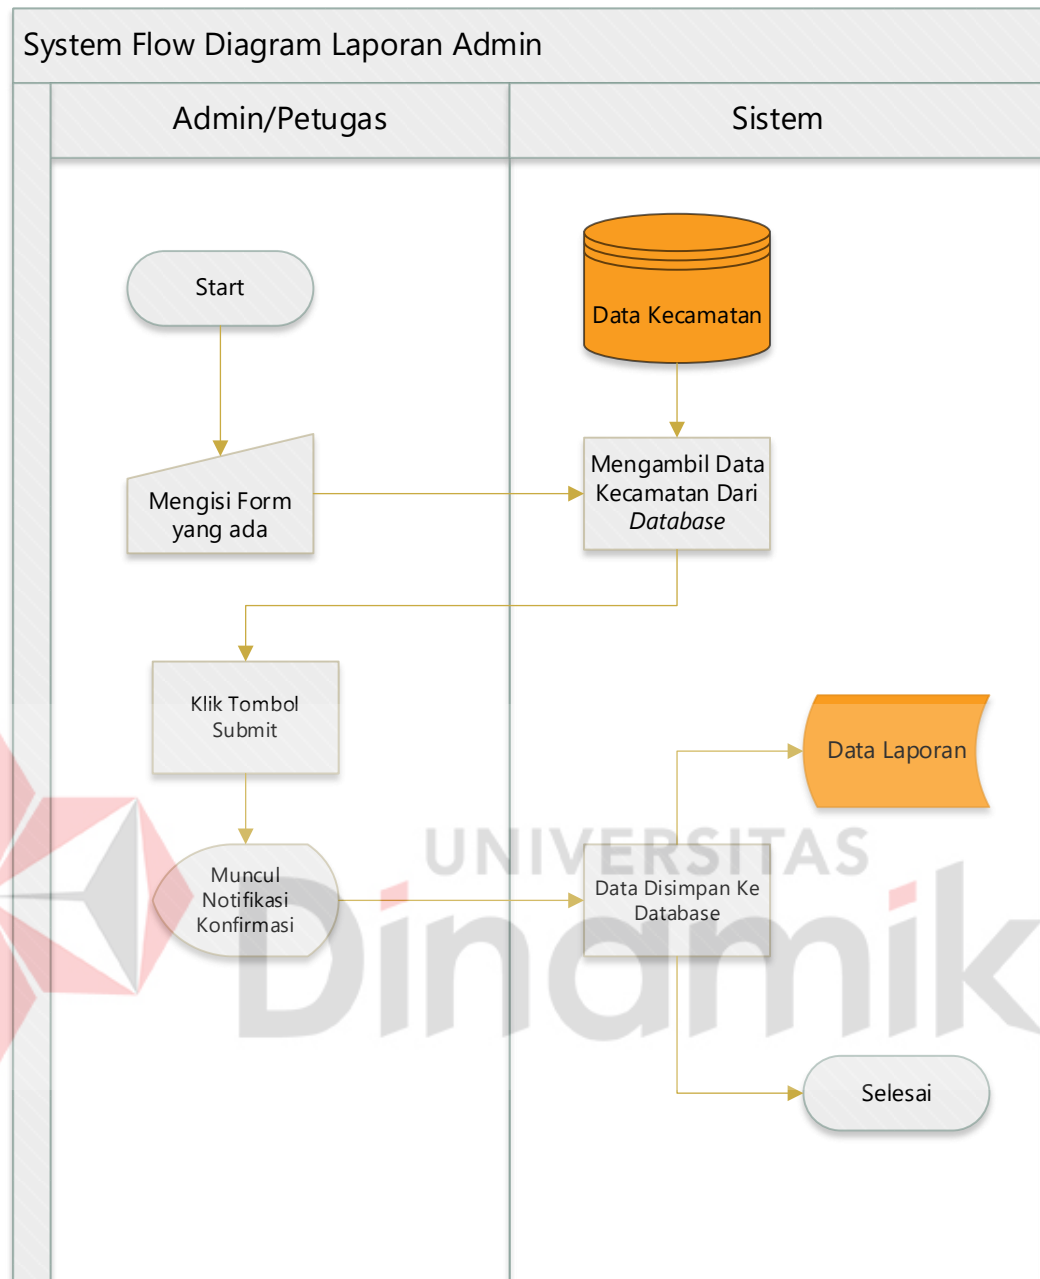 System Flow Diagram Laporan Admin
Admin/Petugas
Sistem
Start
Data Kecamatan
Mengisi Form
yang ada
Mengambil Data
Kecamatan Dari
Database
Klik Tombol
Submit
Data Laporan
Muncul
Notifikasi
Konfirmasi
Data Disimpan Ke
Database
Selesai
UNIVERSITAS
Dinamika